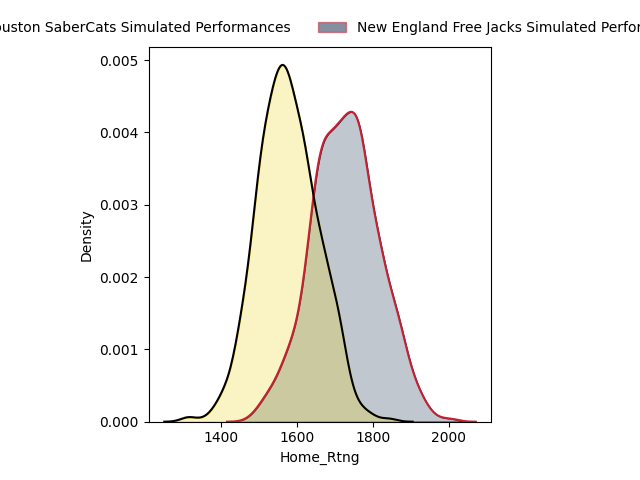 ouston SaberCats Simulated Performances
New England Free Jacks Simulated Perfor
0.005
0.004
0.003
0.002
0.001
0.000
Density
1400 1600 1800 2000
Home_Rtng